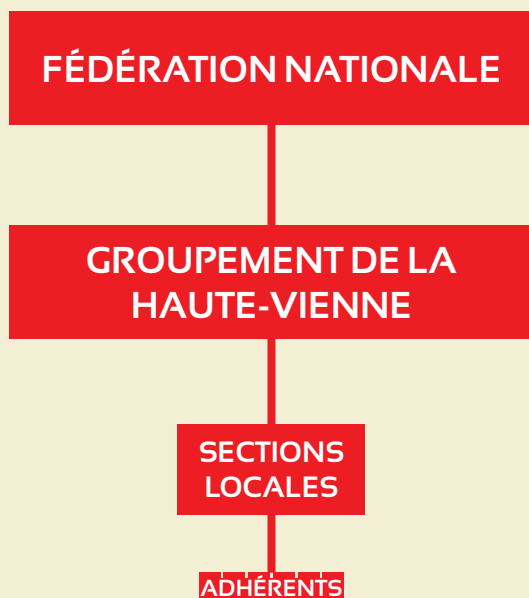 FÉDÉRATION NATIONALE
GROUPEMENT DE LA
HAUTE-VIENNE
SECTIONS
LOCALES
ADHÉRENTS